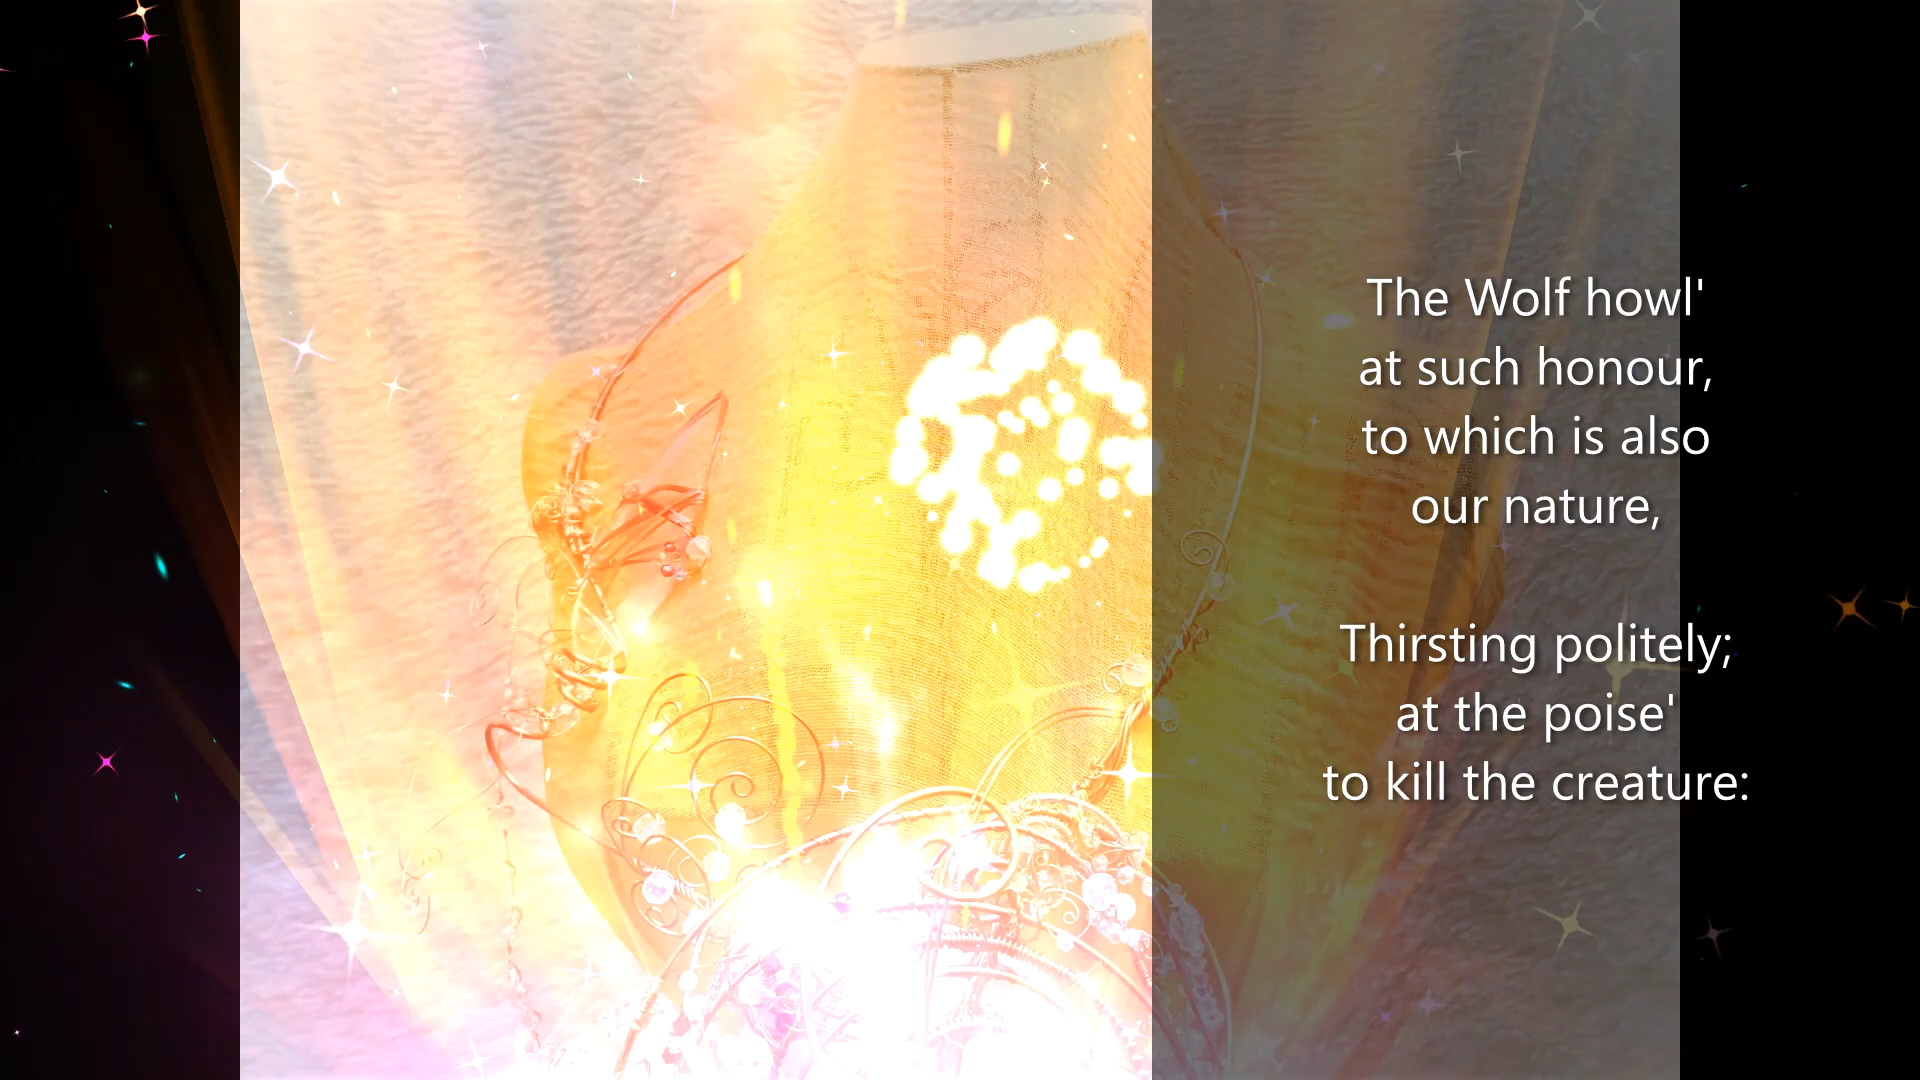 The Wolf howl'
at such honour,
to which is also
our nature,
Thirsting politely;
at the poise'
to kill the creature: